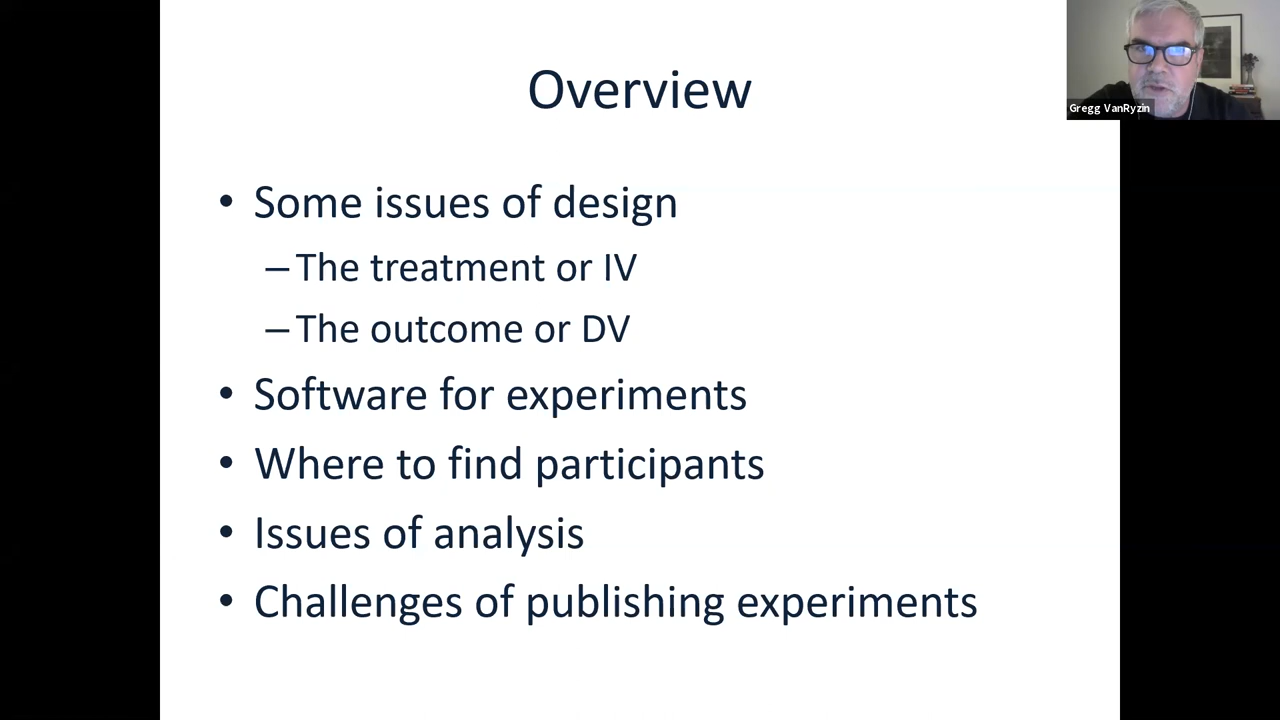 Overview
Gregg VanRyzin
• Some issues of design
– The treatment or IV
– The outcome or DV
• Software for experiments
• Where to find participants
• Issues of analysis
• Challenges of publishing experiments